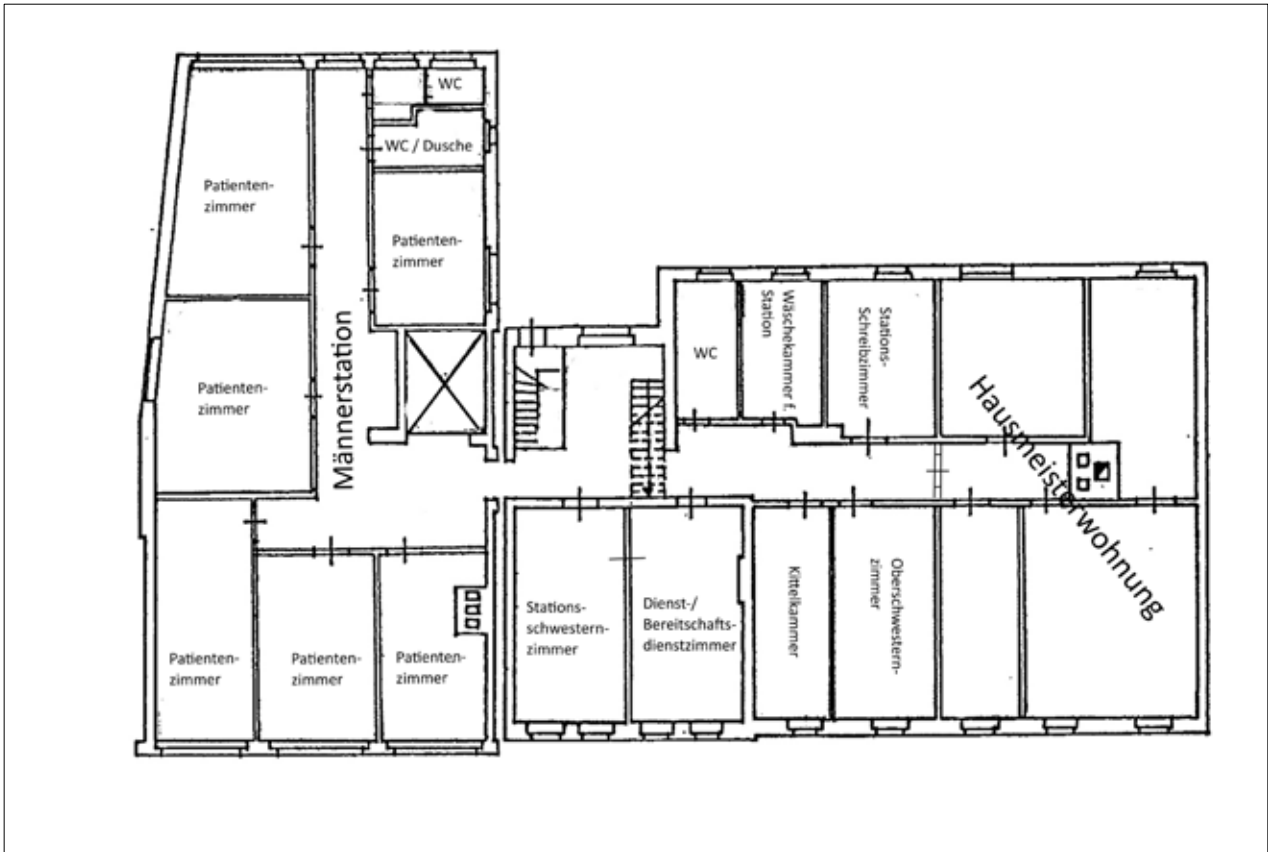 WC
WC / Dusche
Patienten-
zimmer
Patienten-
zimmer
Patienten-
zimmer
Männerstation
Patienten-
zimmer
Patienten-
zimmer
Patienten-
zimmer
WC
Wäschekammer f.
Station
Stations-
Schreibzimmer
Hausmeisterwohnung
Stations-
schwestern-
zimmer
Dienst-/
Bereitschafts-
dienstzimmer
Kittelkammer
Oberschwestern-
zimmer